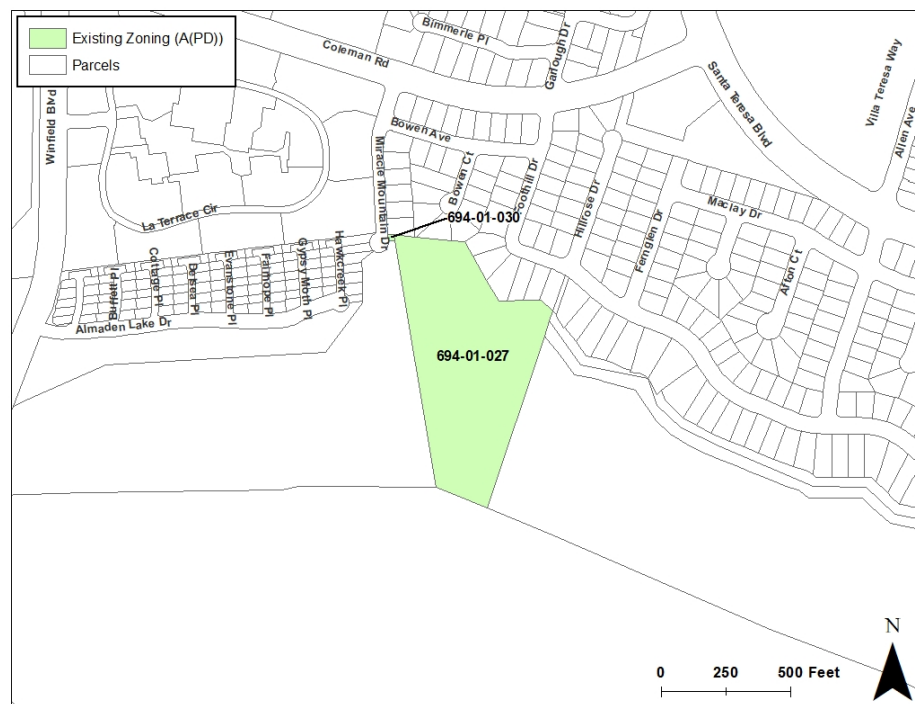 Existing Zoning (A(PD))
Parcels
Bimmerle Pl
Coleman Rd
Garlough Dr
Santa Teresa Blvd
Villa Teresa Way
Allen Ave
Winfield Blvd
Bowen Ave
Miracle Mountain Dr
Bowen Ct
Foothill Dr
Hillrose Dr
Maclay Dr
Fernglen Dr
Afton Ct
La Terrace Cir
694-01-030
Hawkcreek Pl
Gypsy Moth Pl
Fairhope Pl
Evanstone Pl
Delsea Pl
Cottage Pl
Buffett Pl
Almaden Lake Dr
694-01-027
N
0 250 500 Feet